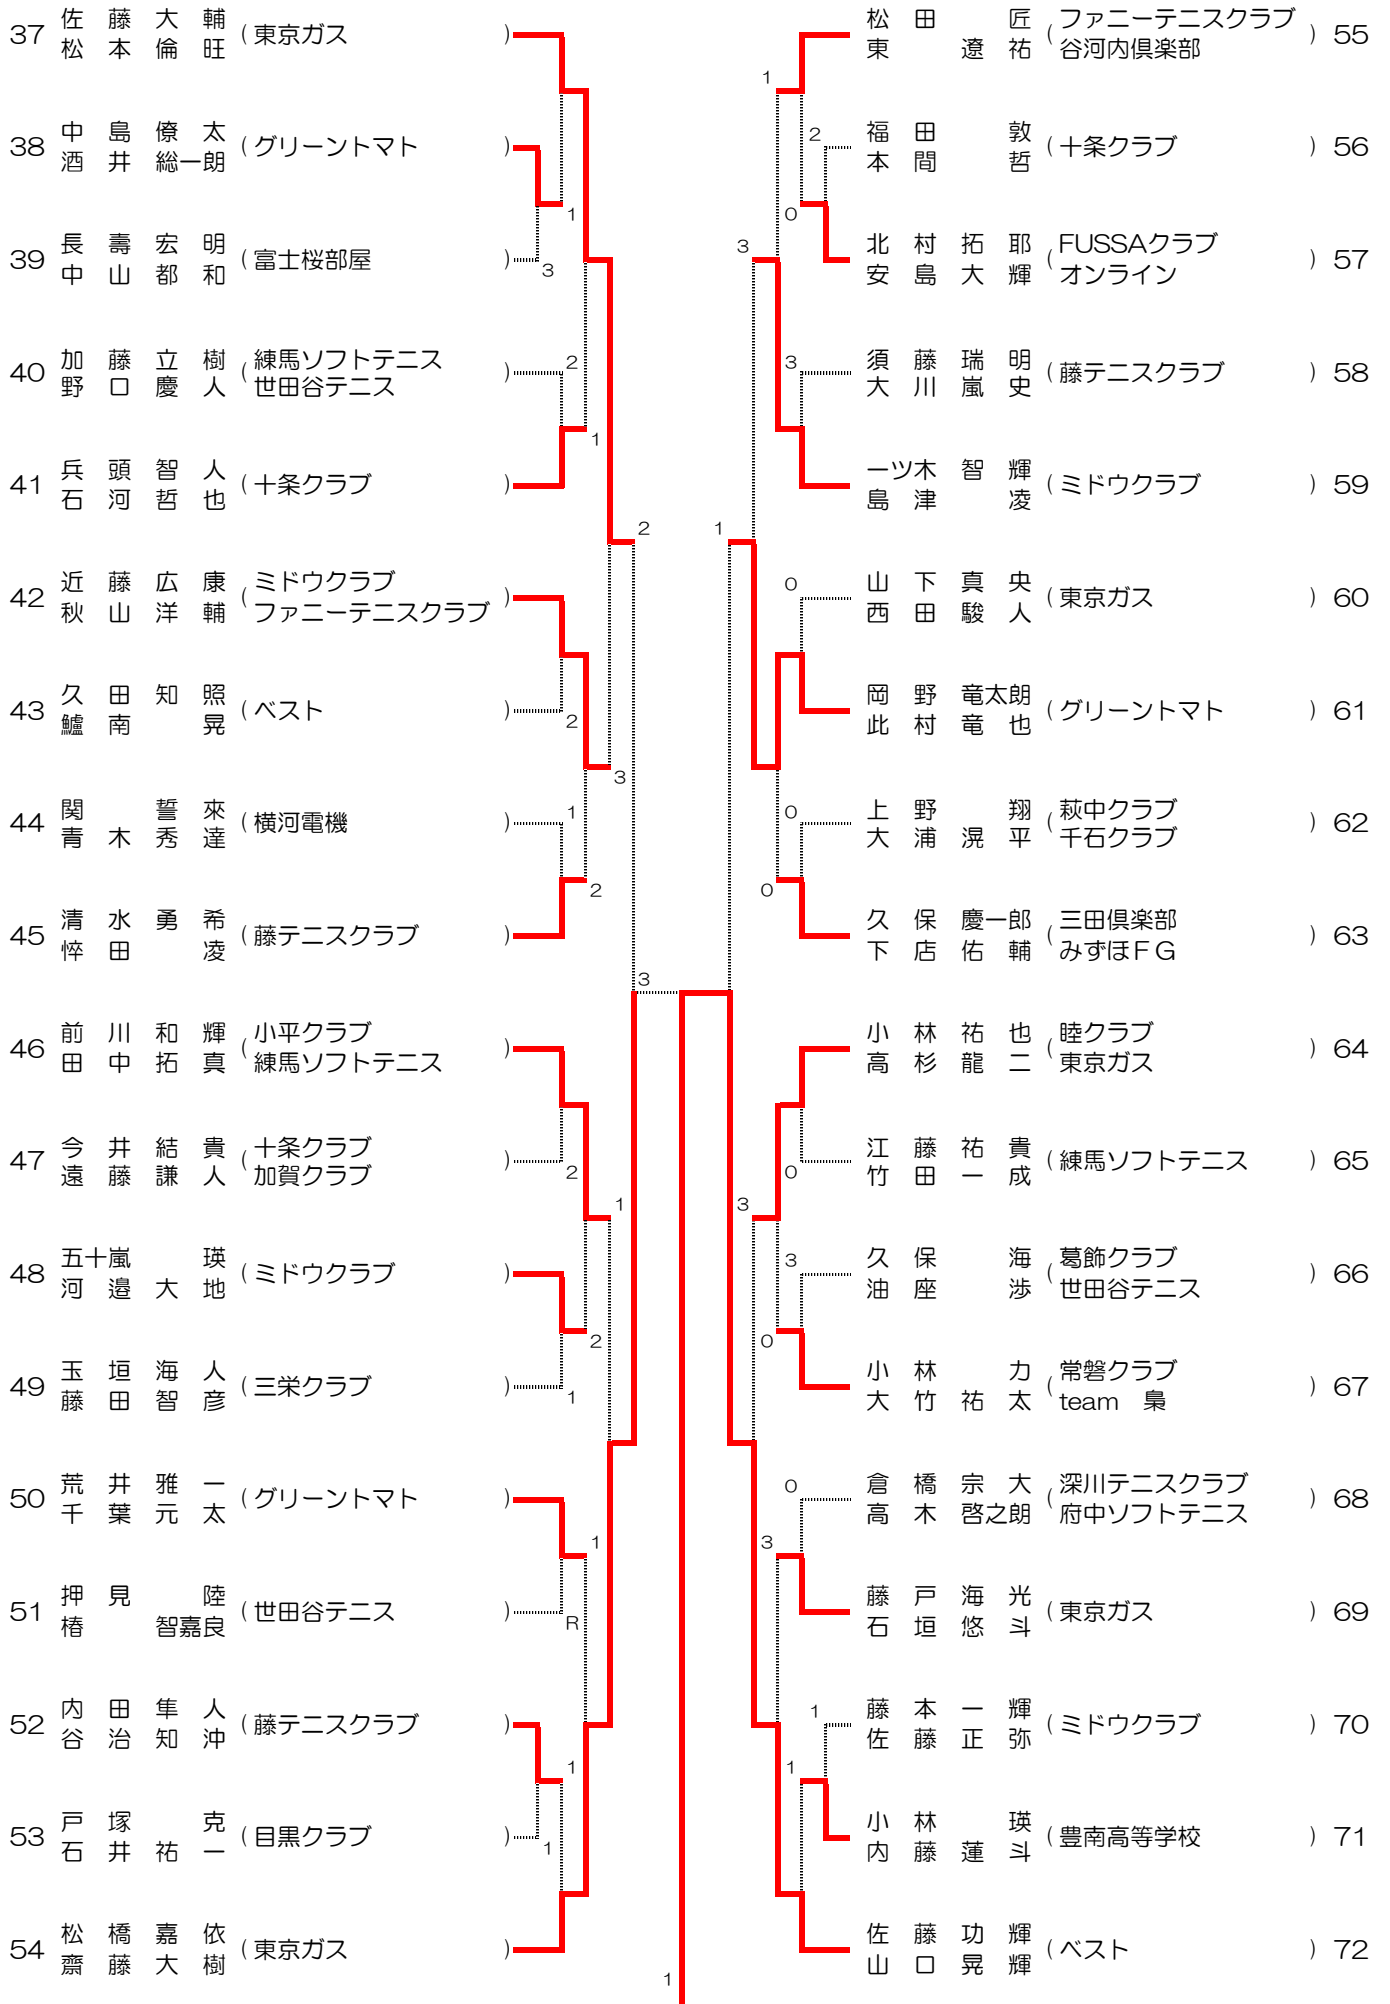 37 佐藤大輔 (東京ガス)
松本倫旺
38 中島僚太 (グリーントマト)
酒井総一朗
1
39 長壽宏明 (富士桜部屋)
中山都和
3
40 加藤立樹 (練馬ソフトテニス)
野口慶人 世田谷テニス
2
41 兵頭智人 (十条クラブ)
石河哲也
1
2
42 近藤広康 (ミドウクラブ)
秋山洋輔 ファニーテニスクラブ
43 久田知照 (ベスト)
鱸南晃
2
3
44 関誓來 (横河電機)
青木秀達
1
2
45 清水勇希 (藤テニスクラブ)
悴田凌
3
46 前川和輝 (小平クラブ)
田中拓真 練馬ソフトテニス
47 今井結貴 (十条クラブ)
遠藤謙人 加賀クラブ
2
1
48 五十嵐瑛 (ミドウクラブ)
河邉大地
2
49 玉垣海人 (三栄クラブ)
藤田智彦
1
50 荒井雅一 (グリーントマト)
千葉元太
1
51 押見陸 (世田谷テニス)
椿智嘉良
R
52 内田隼人 (藤テニスクラブ)
谷治知沖
1
53 戸塚克 (目黒クラブ)
石井祐一
1
54 松橋嘉依 (東京ガス)
齋藤大樹
1
松田匠 (ファニーテニスクラブ) 55
東遼祐 谷河内倶楽部
1
2
福田敦 (十条クラブ) 56
本間哲
0
3
北村拓耶 (FUSSAクラブ) 57
安島大輝 オンライン
3
須藤瑞明 (藤テニスクラブ) 58
大川嵐史
一ツ木智輝 (ミドウクラブ) 59
島津凌
1
0
山下真央 (東京ガス) 60
西田駿人
岡野竜太朗 (グリーントマト) 61
此村竜也
0
上野翔 (萩中クラブ) 62
大浦滉平 千石クラブ
0
久保慶一郎 (三田倶楽部) 63
下店佑輔 みずほFG
小林祐也 (睦クラブ) 64
高杉龍二 東京ガス
江藤祐貴 (練馬ソフトテニス) 65
竹田一成
0
3
3
久保海 (葛飾クラブ) 66
油座渉 世田谷テニス
0
小林力 (常磐クラブ) 67
大竹祐太 team 梟
0
倉橋宗大 (深川テニスクラブ) 68
高木啓之朗 府中ソフトテニス
3
藤戸海光 (東京ガス) 69
石垣悠斗
1
藤本一輝 (ミドウクラブ) 70
佐藤正弥
1
小林瑛 (豊南高等学校) 71
内藤蓮斗
佐藤功輝 (ベスト) 72
山口晃輝